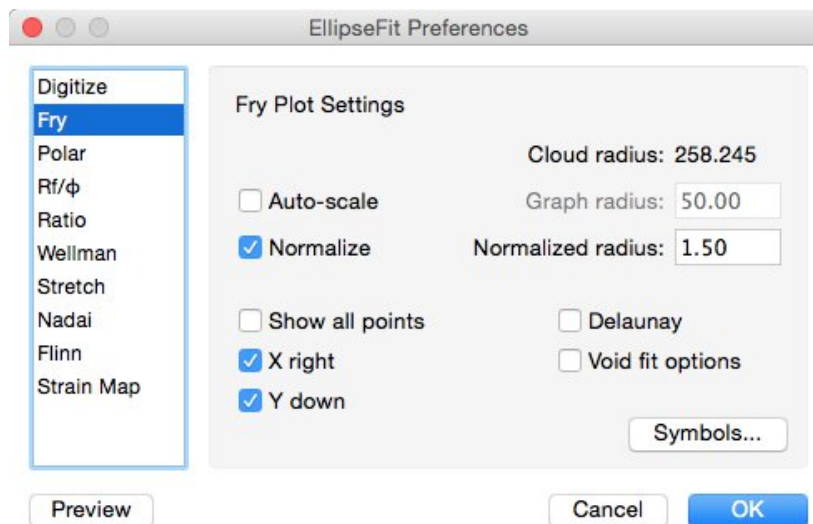 EllipseFit Preferences
Digitize
Fry
Polar
Rf/ϕ
Ratio
Wellman
Stretch
Nadai
Flinn
Strain Map
Fry Plot Settings
Cloud radius: 258.245
Auto-scale
Graph radius: 50.00
Normalize
Normalized radius: 1.50
Show all points
Delaunay
X right
Void fit options
Y down
Symbols...
Preview
Cancel
OK